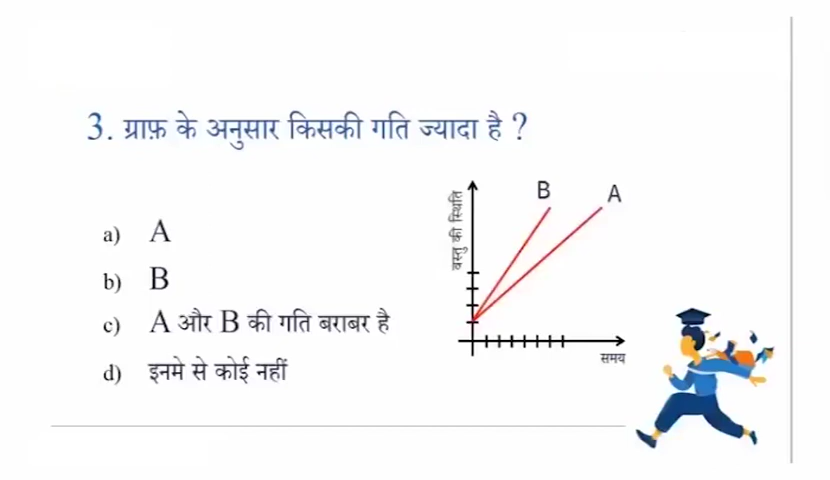 3. ग्राफ़ के अनुसार किसकी गति ज्यादा है ?
a) A
b) B
c) A और B की गति बराबर है
d) इनमे से कोई नहीं
B
A
वस्तु की स्थिति
समय